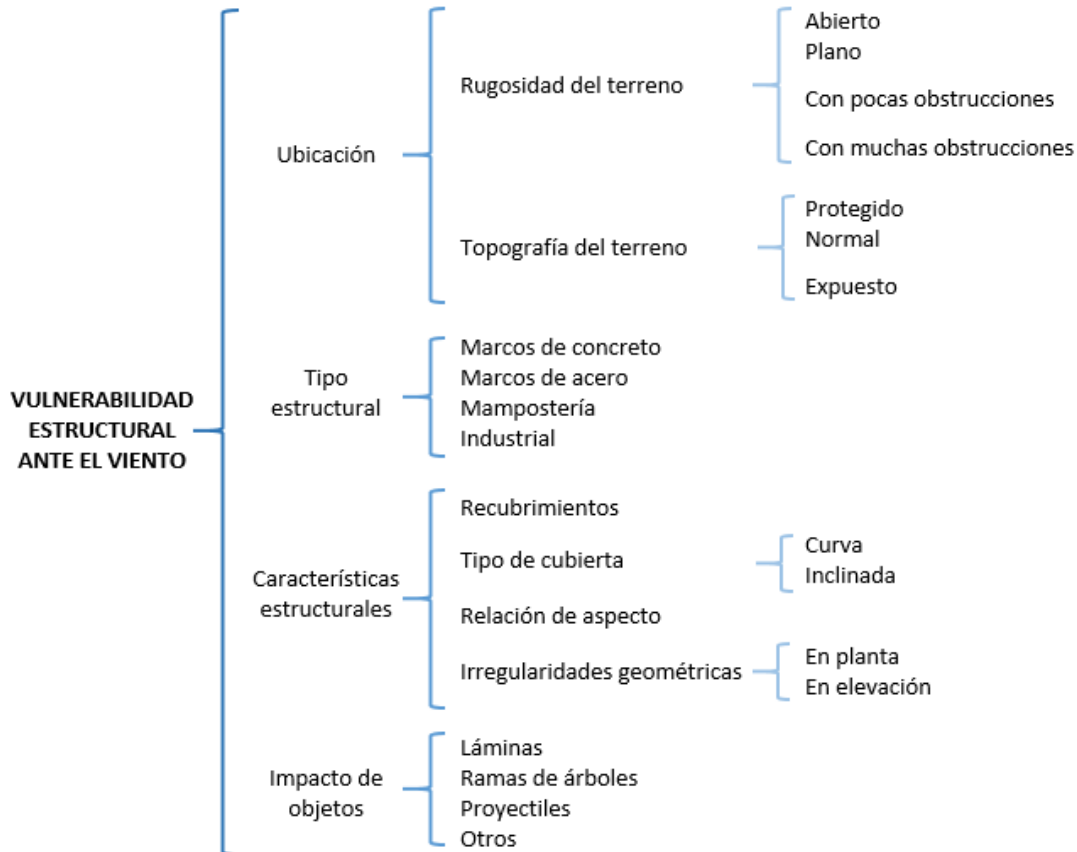 VULNERABILIDAD
ESTRUCTURAL
ANTE EL VIENTO
Ubicación
Rugosidad del terreno
Abierto
Plano
Con pocas obstrucciones
Con muchas obstrucciones
Topografía del terreno
Protegido
Normal
Expuesto
Tipo
estructural
Marcos de concreto
Marcos de acero
Mampostería
Industrial
Característícas
estructurales
Recubrimientos
Tipo de cubierta
Curva
Inclinada
Relación de aspecto
Irregularidades geométricas
En planta
En elevación
Impacto de
objetos
Láminas
Ramas de árboles
Proyectiles
Otros